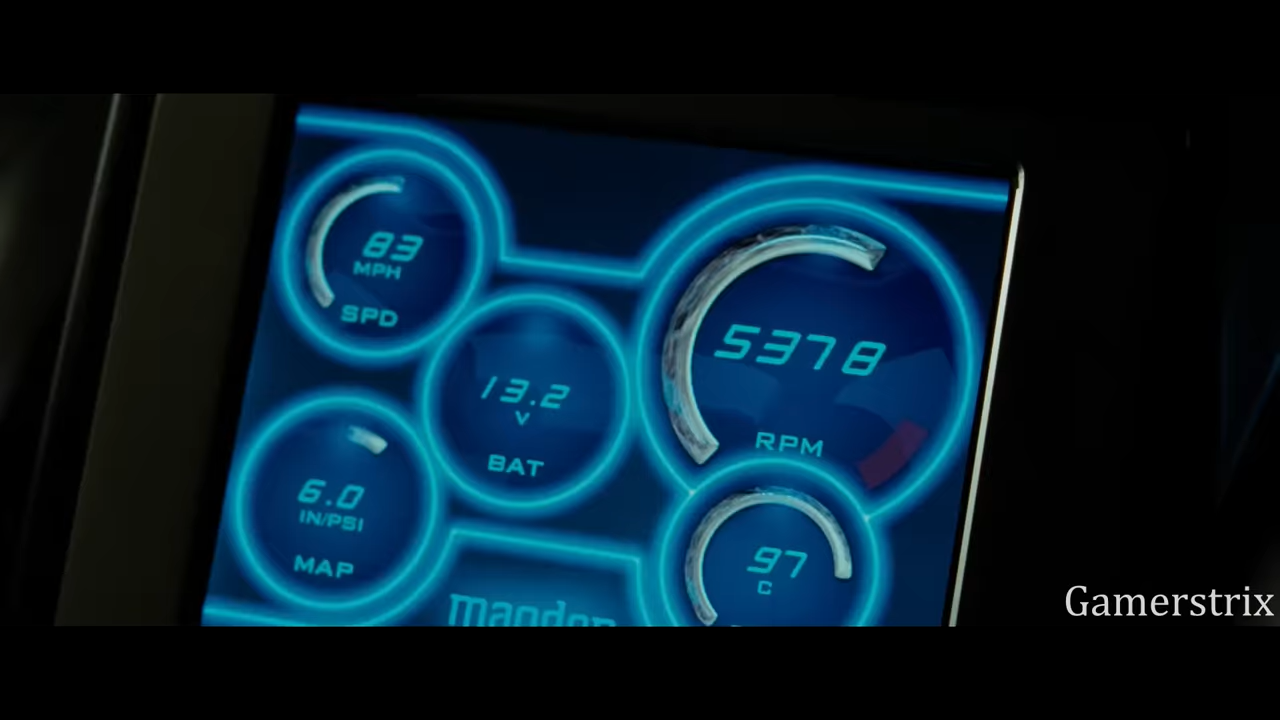 83
MPH
SPD
13.2
V
BAT
5378
RPM
6.0
IN/PSI
MAP
97
C
Gamerstrix